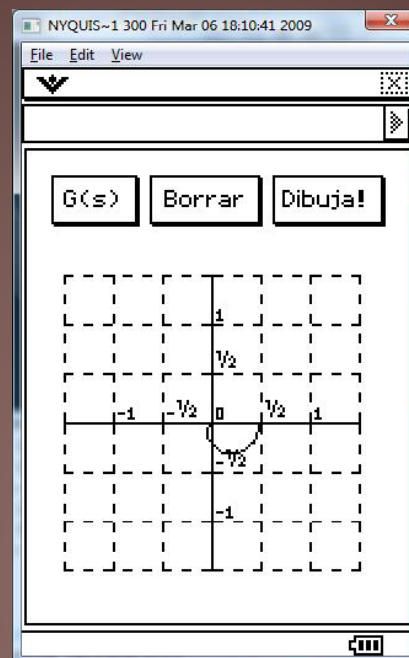 NYQUIS~1 300 Fri Mar 06 18:10:41 2009
File Edit View
G(s) Borrar Dibuja!
1
1/2
-1 -1/2 0 1/2 1
-1/2
-1